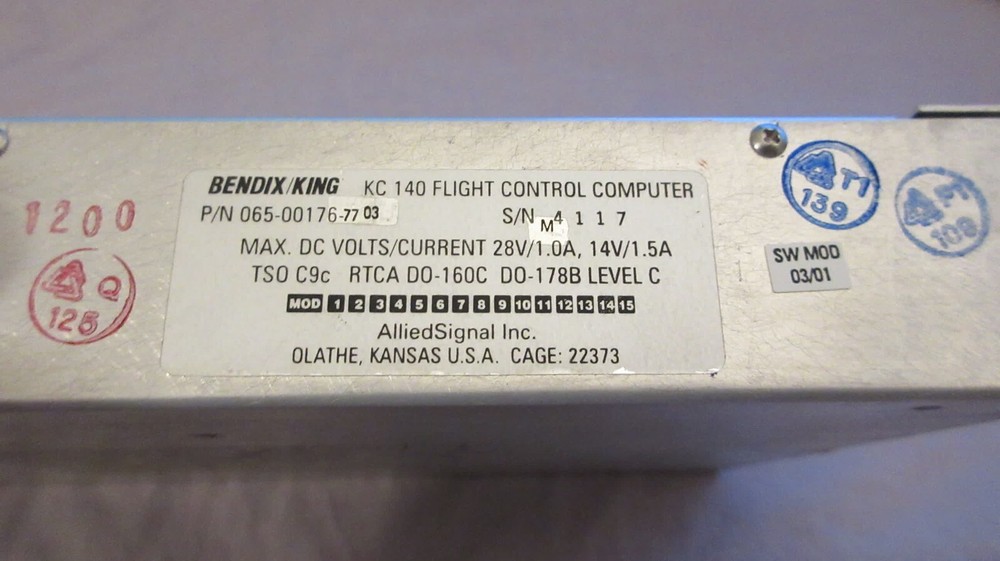 BENDIX/KING KC 140 FLIGHT CONTROL COMPUTER
P/N 065-00176-77 03 S/N M4 1 1 7
MAX. DC VOLTS/CURRENT 28V/1.0A, 14V/1.5A
TSO C9c RTCA DO-160C DO-178B LEVEL C
MOD 1 2 3 4 5 6 7 8 9 10 11 12 13 14 15
AlliedSignal Inc.
OLATHE, KANSAS U.S.A. CAGE: 22373
1200
Q
125
T1
139
SW MOD
03/01